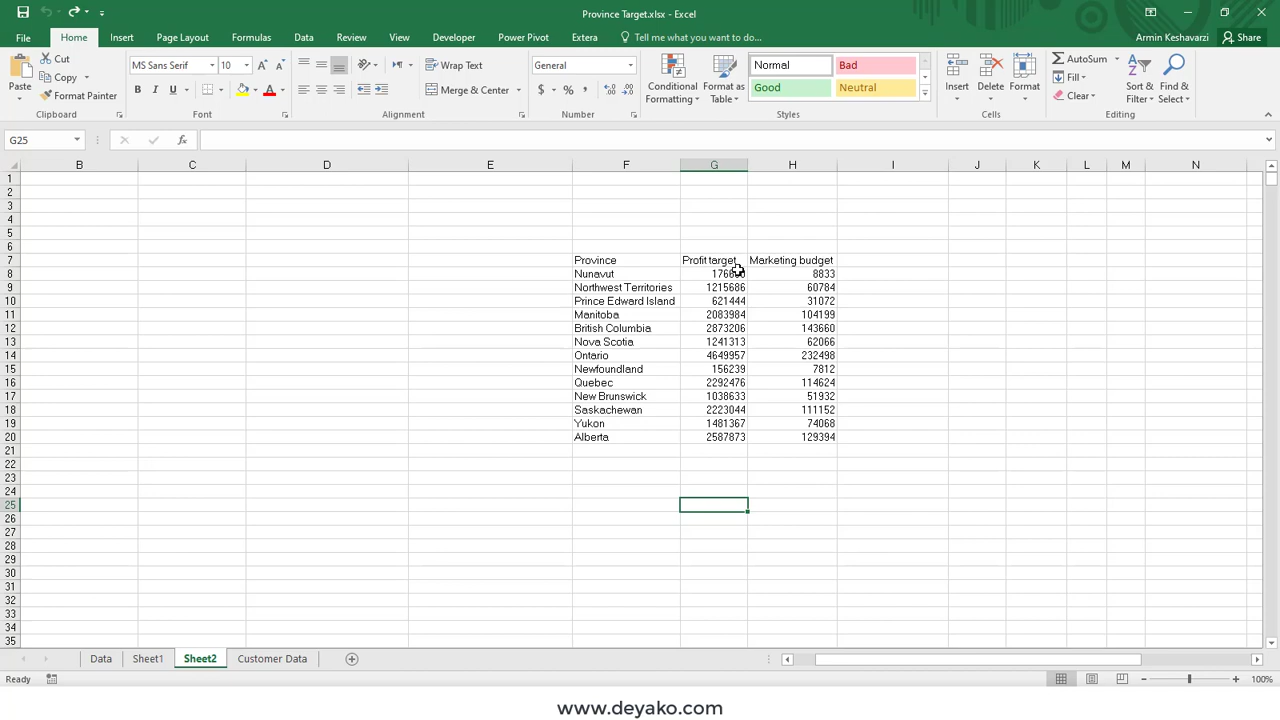 Province Target.xlsx - Excel
File Home Insert Page Layout Formulas Data Review View Developer Power Pivot Extera Tell me what you want to do... Armin Keshavarzi Share
Paste
Cut
Copy
Format Painter
Clipboard
MS Sans Serif 10
B I U
Font
Wrap Text
Merge & Center
Alignment
General
$ % ,
Number
Conditional Formatting
Format as Table
Normal Bad
Good Neutral
Styles
Insert Delete Format
Cells
AutoSum
Fill
Clear
Sort & Filter
Find & Select
Editing
G25 fx
B C D E F G H I J K L M N
1
2
3
4
5
6
7 Province Profit target Marketing budget
8 Nunavut 8833
9 Northwest Territories 1215686 60784
10 Prince Edward Island 621444 31072
11 Manitoba 2083984 104199
12 British Columbia 2873206 143660
13 Nova Scotia 1241313 62066
14 Ontario 4649957 232498
15 Newfoundland 156239 7812
16 Quebec 2292476 114624
17 New Brunswick 1038633 51932
18 Saskachewan 2223044 111152
19 Yukon 1481367 74068
20 Alberta 2587873 129394
21
22
23
24
25
26
27
28
29
30
31
32
33
34
35
Data Sheet1 Sheet2 Customer Data
Ready 100%
www.deyako.com